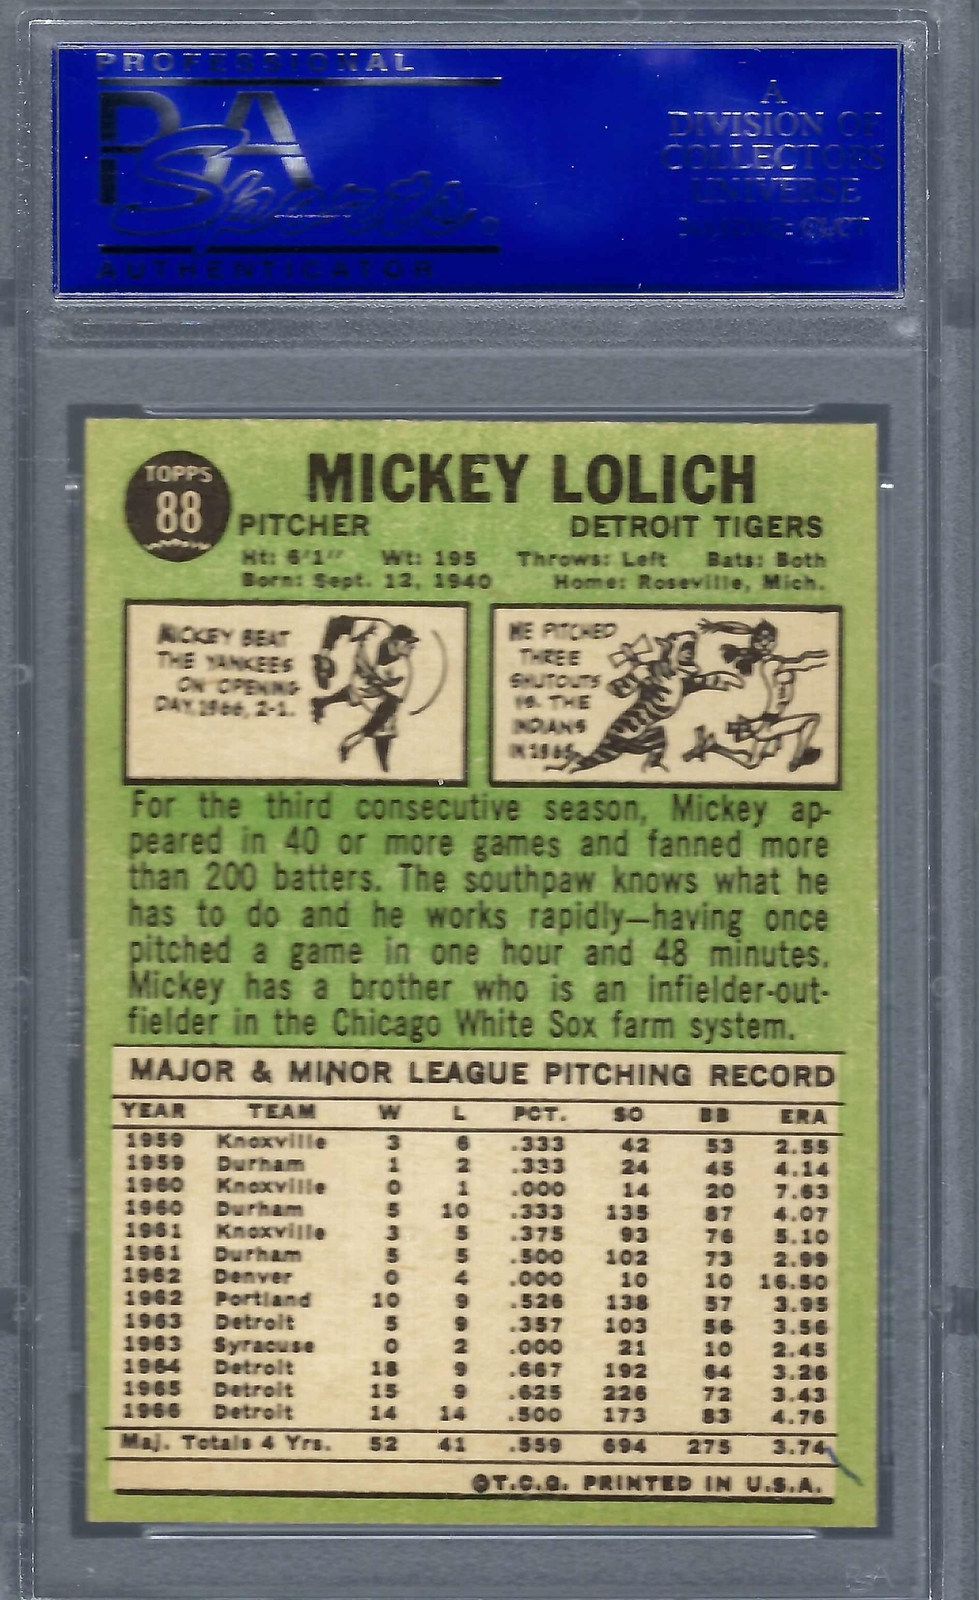 PROFESSIONAL
PSA
Sports
AUTHENTICATOR
A
DIVISION OF
COLLECTORS
UNIVERSE
TOPPS
88
MICKEY LOLICH
PITCHER DETROIT TIGERS
Ht: 6'1" Wt: 195 Throws: Left Bats: Both
Born: Sept. 12, 1940 Home: Roseville, Mich.
MICKEY BEAT
THE YANKEES
ON OPENING
DAY, 1966, 2-1.
HE PITCHED
THREE
SHUTOUTS
VS. THE
INDIANS
IN 1965
For the third consecutive season, Mickey ap-
peared in 40 or more games and fanned more
than 200 batters. The southpaw knows what he
has to do and he works rapidly—having once
pitched a game in one hour and 48 minutes.
Mickey has a brother who is an infielder-out-
fielder in the Chicago White Sox farm system.
MAJOR & MINOR LEAGUE PITCHING RECORD
YEAR TEAM W L PCT. SO BB ERA
1959 Knoxville 3 6 .333 42 53 2.55
1959 Durham 1 2 .333 24 45 4.14
1960 Knoxville 0 1 .000 14 20 7.63
1960 Durham 5 10 .333 135 87 4.07
1961 Knoxville 3 5 .375 93 76 5.10
1961 Durham 5 5 .500 102 73 2.99
1962 Denver 0 4 .000 10 10 16.50
1962 Portland 10 9 .526 138 57 3.95
1963 Detroit 5 9 .357 103 56 3.56
1963 Syracuse 0 2 .000 21 10 2.45
1964 Detroit 18 9 .667 192 64 3.26
1965 Detroit 15 9 .625 226 72 3.43
1966 Detroit 14 14 .500 173 83 4.76
Maj. Totals 4 Yrs. 52 41 .559 694 275 3.74
©T.C.G. PRINTED IN U.S.A.
PSA